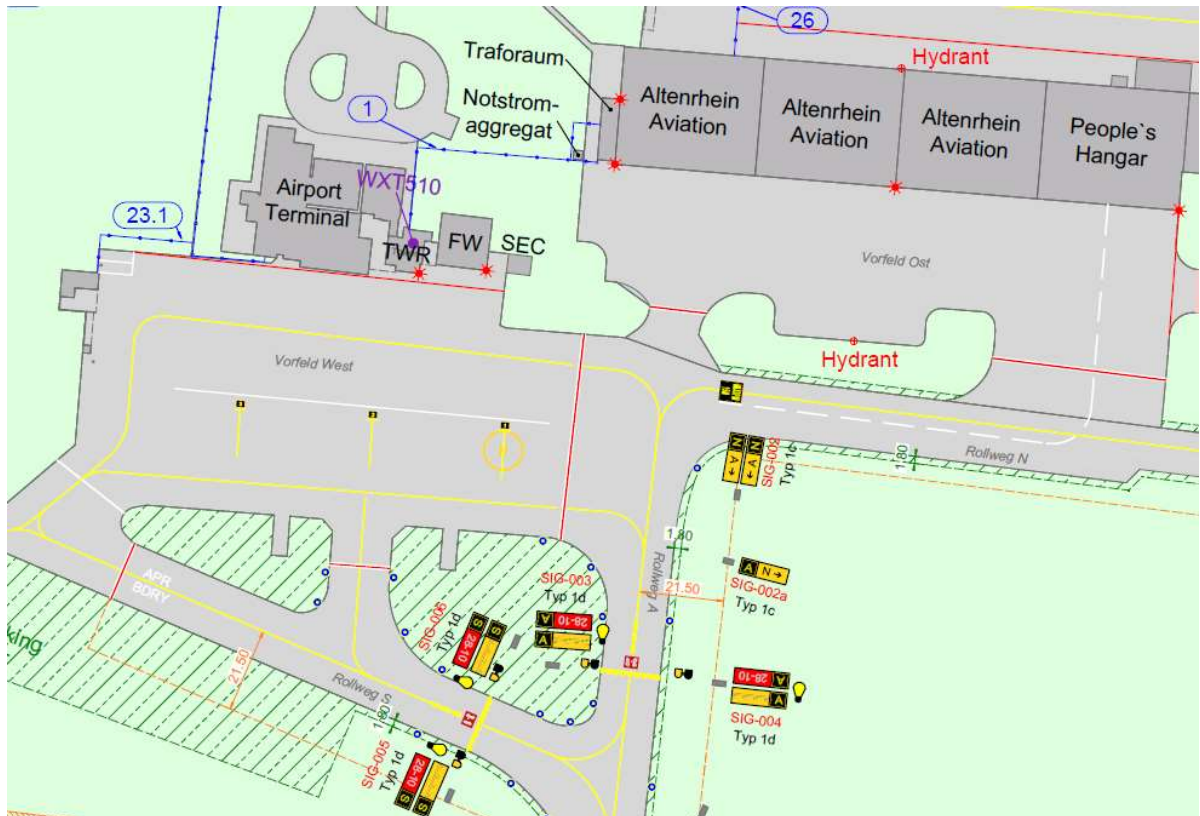 26
Hydrant
Traforaum
Notstrom-
aggregat
Altenrhein
Aviation
Altenrhein
Aviation
Altenrhein
Aviation
People`s
Hangar
1
WXT510
Airport
Terminal
23.1
TWR
FW
SEC
Vorfeld Ost
Vorfeld West
Hydrant
Rollweg N
1.80
N
A →
N
A →
SIG-002
Typ 1c
1.80
Rollweg A
21.50
A N →
SIG-002a
Typ 1c
SIG-003
Typ 1d
A 28-10
A
SIG-006
Typ 1d
S
28-10
S
APR
BDRY
king
21.50
Rollweg S
1.80
28-10 A
A
SIG-004
Typ 1d
SIG-005
Typ 1d
28-10
S
S